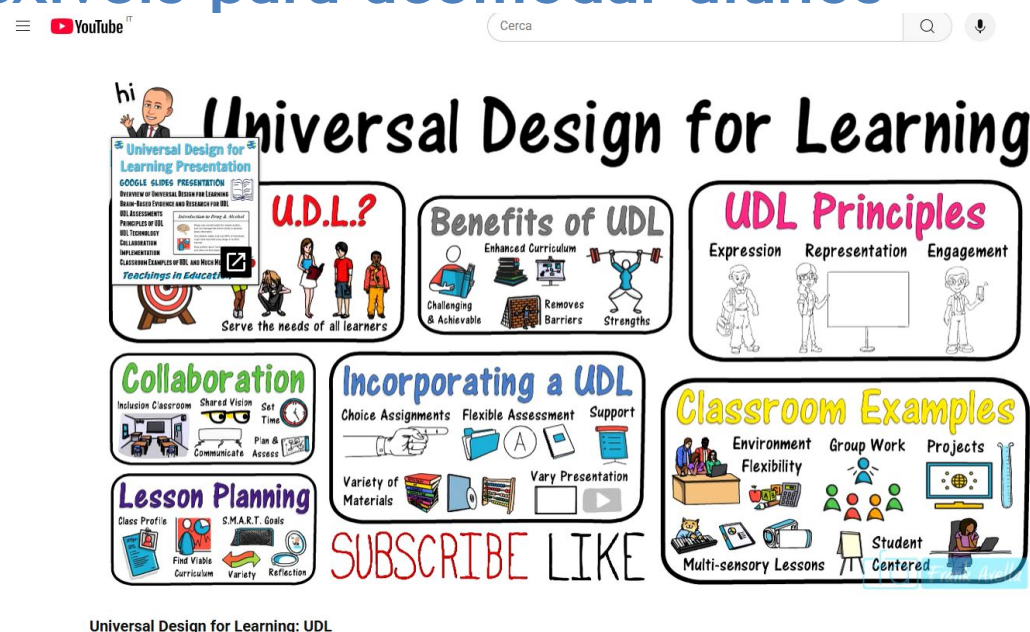 exíveis para acomodar alunos
YouTube IT
Cerca
hi
Universal Design for Learning
Universal Design for
Learning Presentation
GOOGLE SLIDES PRESENTATION
OVERVIEW OF UNIVERSAL DESIGN FOR LEARNING
BRAIN-BASED EVIDENCE AND RESEARCH FOR UDL
UDL ASSESSMENTS
PRINCIPLES OF UDL
UDL TECHNOLOGY
COLLABORATION
IMPLEMENTATION
CLASSROOM EXAMPLES OF UDL AND MUCH
Introduction to Drug & Alcohol
Teachings in Educati
U.D.L.?
Serve the needs of all learners
Benefits of UDL
Enhanced Curriculum
Challenging
& Achievable
Removes
Barriers
Strengths
UDL Principles
Expression Representation Engagement
Collaboration
Inclusion Classroom
Shared Vision
Set
Time
Communicate
Plan &
Assess
Incorporating a UDL
Choice Assignments Flexible Assessment Support
A
Variety of
Materials
Vary Presentation
Classroom Examples
Environment
Flexibility
Group Work
Projects
Multi-sensory Lessons
Student
Centered
Lesson Planning
Class Profile
S.M.A.R.T. Goals
Find Viable
Curriculum
Variety
Reflection
SUBSCRIBE LIKE
Frank Avella
Universal Design for Learning: UDL